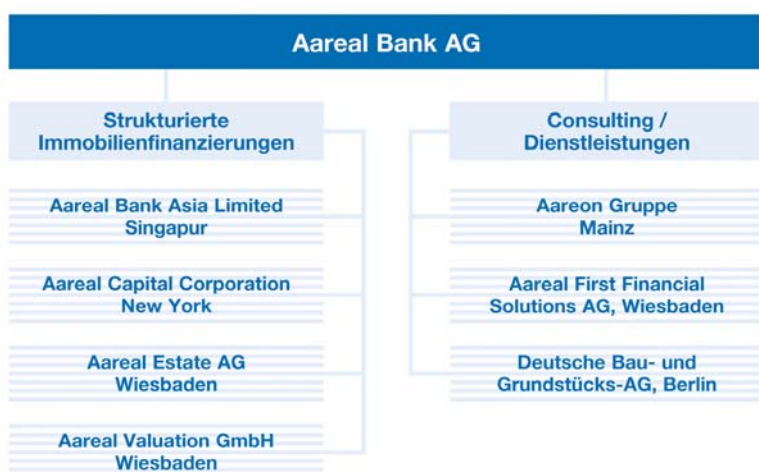 Aareal Bank AG
Strukturierte
Immobilienfinanzierungen
Aareal Bank Asia Limited
Singapur
Aareal Capital Corporation
New York
Aareal Estate AG
Wiesbaden
Aareal Valuation GmbH
Wiesbaden
Consulting /
Dienstleistungen
Aareon Gruppe
Mainz
Aareal First Financial
Solutions AG, Wiesbaden
Deutsche Bau- und
Grundstücks-AG, Berlin